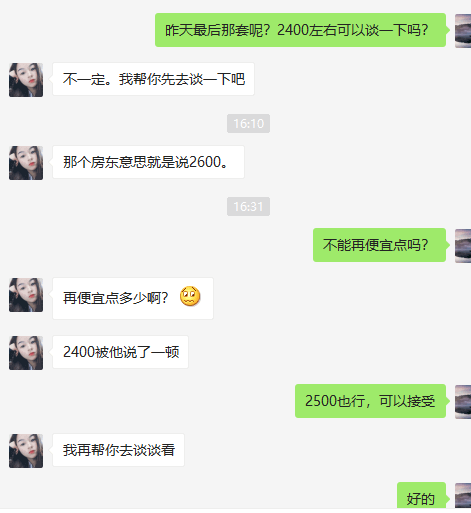 昨天最后那套呢？2400左右可以谈一下吗？
不一定。我帮你先去谈一下吧
16:10
那个房东意思就是说2600。
16:31
不能再便宜点吗？
再便宜点多少啊？
2400被他说了一顿
2500也行，可以接受
我再帮你去谈谈看
好的